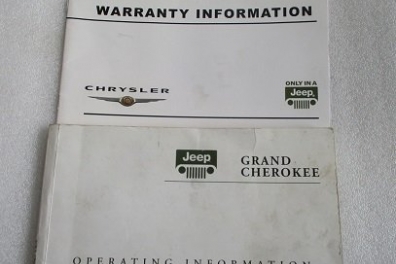 WARRANTY INFORMATION
CHRYSLER
ONLY IN A
Jeep
Jeep
GRAND
CHEROKEE
OPERATING INFORMATION